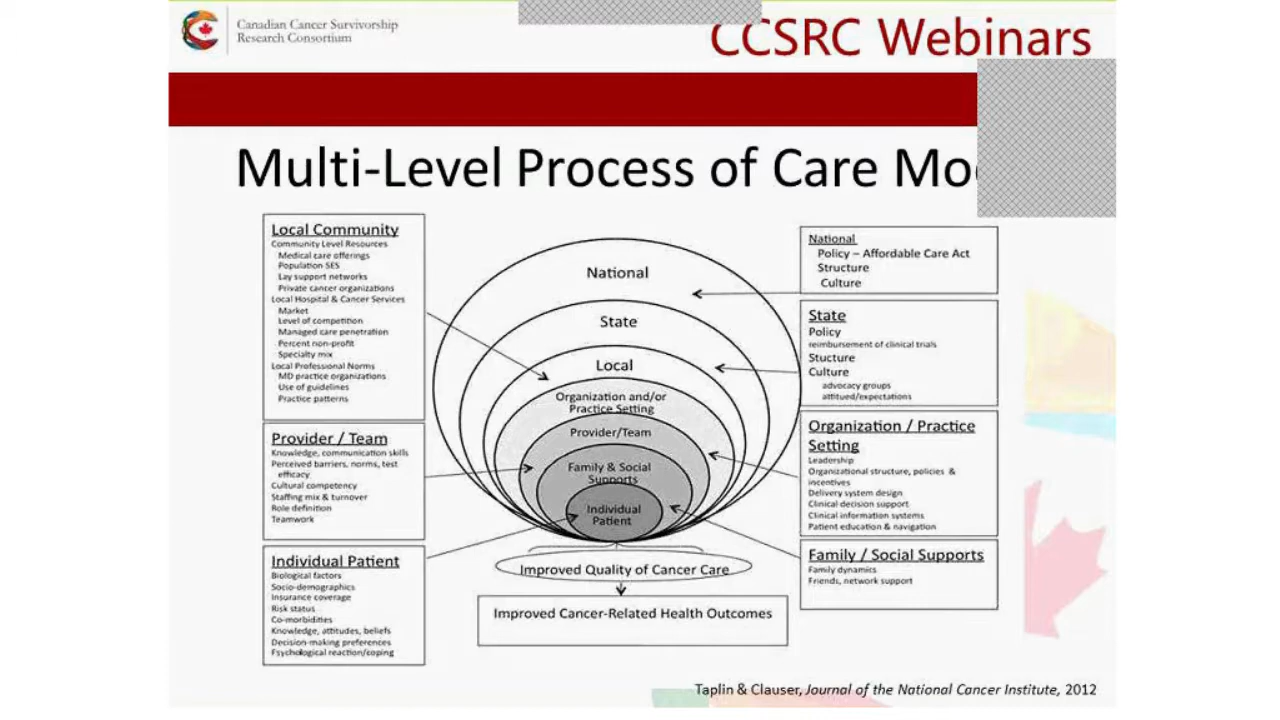 Canadian Cancer Survivorship
Research Consortium
CCSRC Webinars
Multi-Level Process of Care
Local Community
Community Level Resources
Medical care offerings
Population SES
Lay support networks
Private cancer organizations
Local Hospital & Cancer Services
Market
Level of competition
Managed care penetration
Percent non-profit
Specialty mix
Local Professional Norms
MD practice organizations
Use of guidelines
Practice patterns
Provider / Team
Knowledge, communication skills
Perceived barriers, norms, test
efficacy
Cultural competency
Staffing mix & turnover
Role definition
Teamwork
Individual Patient
Biological factors
Socio-demographics
Insurance coverage
Risk status
Co-morbidities
Knowledge, attitudes, beliefs
Decision-making preferences
Psychological reaction/coping
National
State
Local
Organization and/or
Practice Setting
Provider/Team
Family & Social
Supports
Individual
Patient
Improved Quality of Cancer Care
Improved Cancer-Related Health Outcomes
National
Policy – Affordable Care Act
Structure
Culture
State
Policy
reimbursement of clinical trials
Stucture
Culture
advocacy groups
attitued/expectations
Organization / Practice
Setting
Leadership
Organizational structure, policies &
incentives
Delivery system design
Clinical decision support
Clinical information systems
Patient education & navigation
Family / Social Supports
Family dynamics
Friends, network support
Taplin & Clauser, Journal of the National Cancer Institute, 2012